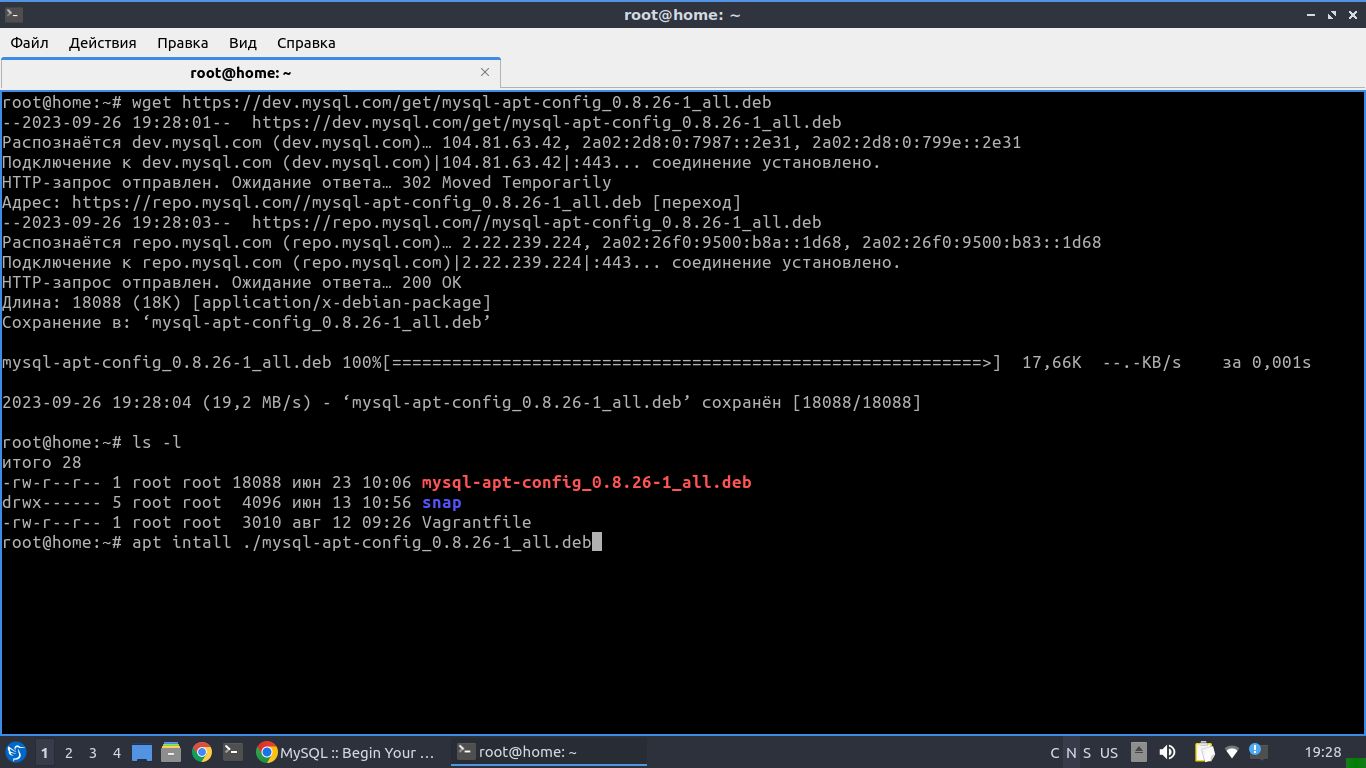 root@home: ~
Файл Действия Правка Вид Справка
root@home: ~
root@home:~# wget https://dev.mysql.com/get/mysql-apt-config_0.8.26-1_all.deb
--2023-09-26 19:28:01--  https://dev.mysql.com/get/mysql-apt-config_0.8.26-1_all.deb
Распознаётся dev.mysql.com (dev.mysql.com)… 104.81.63.42, 2a02:2d8:0:7987::2e31, 2a02:2d8:0:799e::2e31
Подключение к dev.mysql.com (dev.mysql.com)|104.81.63.42|:443... соединение установлено.
HTTP-запрос отправлен. Ожидание ответа… 302 Moved Temporarily
Адрес: https://repo.mysql.com//mysql-apt-config_0.8.26-1_all.deb [переход]
--2023-09-26 19:28:03--  https://repo.mysql.com//mysql-apt-config_0.8.26-1_all.deb
Распознаётся repo.mysql.com (repo.mysql.com)… 2.22.239.224, 2a02:26f0:9500:b8a::1d68, 2a02:26f0:9500:b83::1d68
Подключение к repo.mysql.com (repo.mysql.com)|2.22.239.224|:443... соединение установлено.
HTTP-запрос отправлен. Ожидание ответа… 200 OK
Длина: 18088 (18K) [application/x-debian-package]
Сохранение в: ‘mysql-apt-config_0.8.26-1_all.deb’
mysql-apt-config_0.8.26-1_all.deb 100%[===========================================================>]  17,66K  --.-KB/s    за 0,001s
2023-09-26 19:28:04 (19,2 MB/s) - ‘mysql-apt-config_0.8.26-1_all.deb’ сохранён [18088/18088]
root@home:~# ls -l
итого 28
-rw-r--r-- 1 root root 18088 июн 23 10:06 mysql-apt-config_0.8.26-1_all.deb
drwx------ 5 root root  4096 июн 13 10:56 snap
-rw-r--r-- 1 root root  3010 авг 12 09:26 Vagrantfile
root@home:~# apt intall ./mysql-apt-config_0.8.26-1_all.deb
1 2 3 4 MySQL :: Begin Your ... root@home: ~ C N S US 19:28